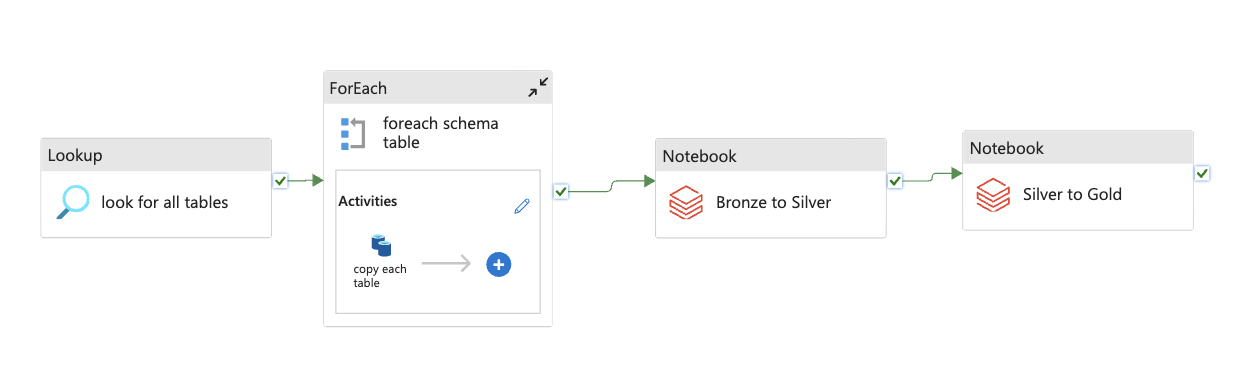 Lookup
look for all tables
ForEach
foreach schema
table
Activities
copy each
table
Notebook
Bronze to Silver
Notebook
Silver to Gold